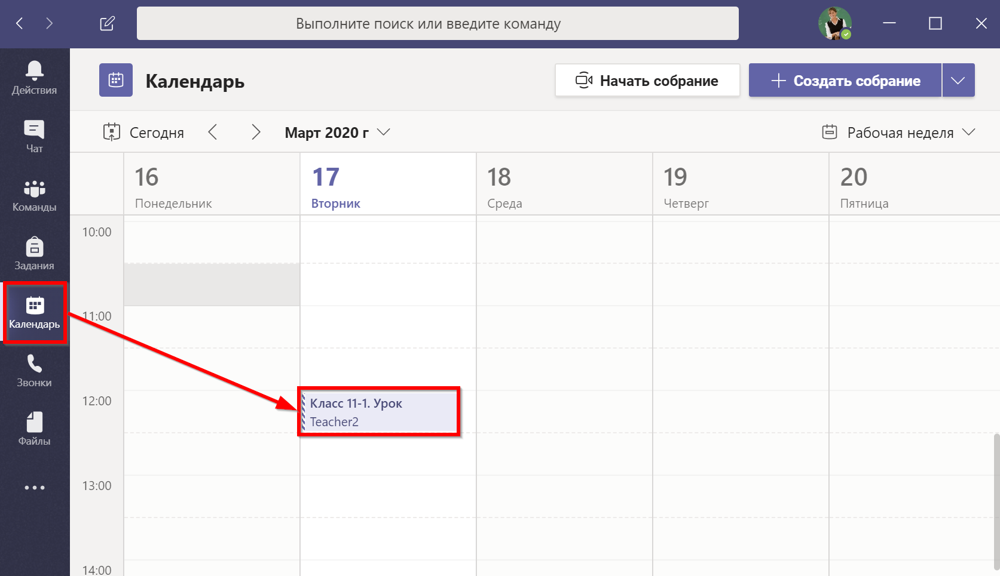 Выполните поиск или введите команду
Действия
Чат
Команды
Задания
Календарь
Звонки
Файлы
Календарь
Начать собрание
Создать собрание
Сегодня
Март 2020 г
Рабочая неделя
16
Понедельник
17
Вторник
18
Среда
19
Четверг
20
Пятница
10:00
11:00
12:00
Класс 11-1. Урок
Teacher2
13:00
14:00